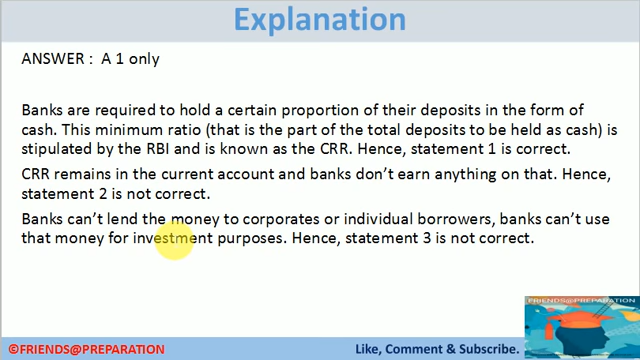 Explanation
ANSWER : A 1 only
Banks are required to hold a certain proportion of their deposits in the form of
cash. This minimum ratio (that is the part of the total deposits to be held as cash) is
stipulated by the RBI and is known as the CRR. Hence, statement 1 is correct.
CRR remains in the current account and banks don’t earn anything on that. Hence,
statement 2 is not correct.
Banks can’t lend the money to corporates or individual borrowers, banks can’t use
that money for investment purposes. Hence, statement 3 is not correct.
FRIENDS@PREPARATION
©FRIENDS@PREPARATION
Like, Comment & Subscribe.